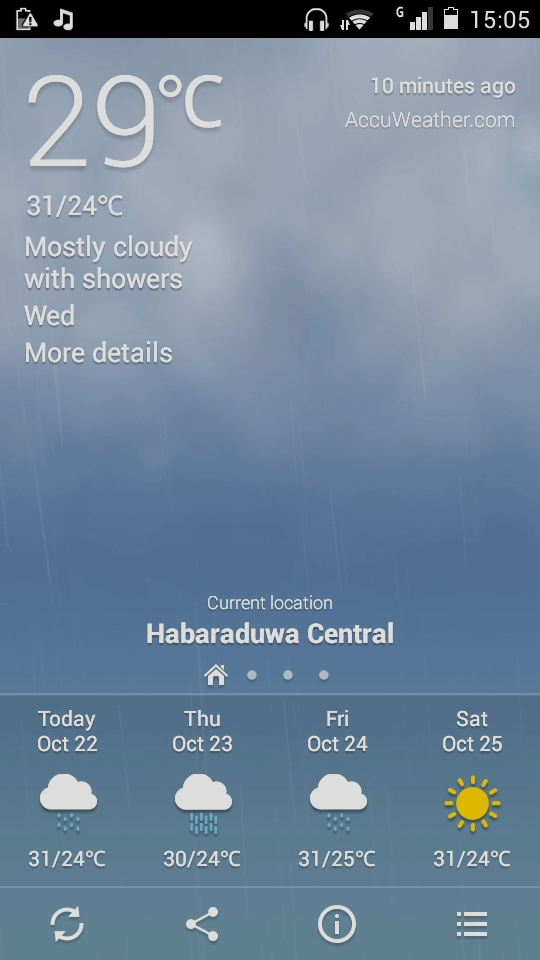 G 15:05
29°C
10 minutes ago
AccuWeather.com
31/24°C
Mostly cloudy
with showers
Wed
More details
Current location
Habaraduwa Central
Today Thu Fri Sat
Oct 22 Oct 23 Oct 24 Oct 25
31/24°C 30/24°C 31/25°C 31/24°C